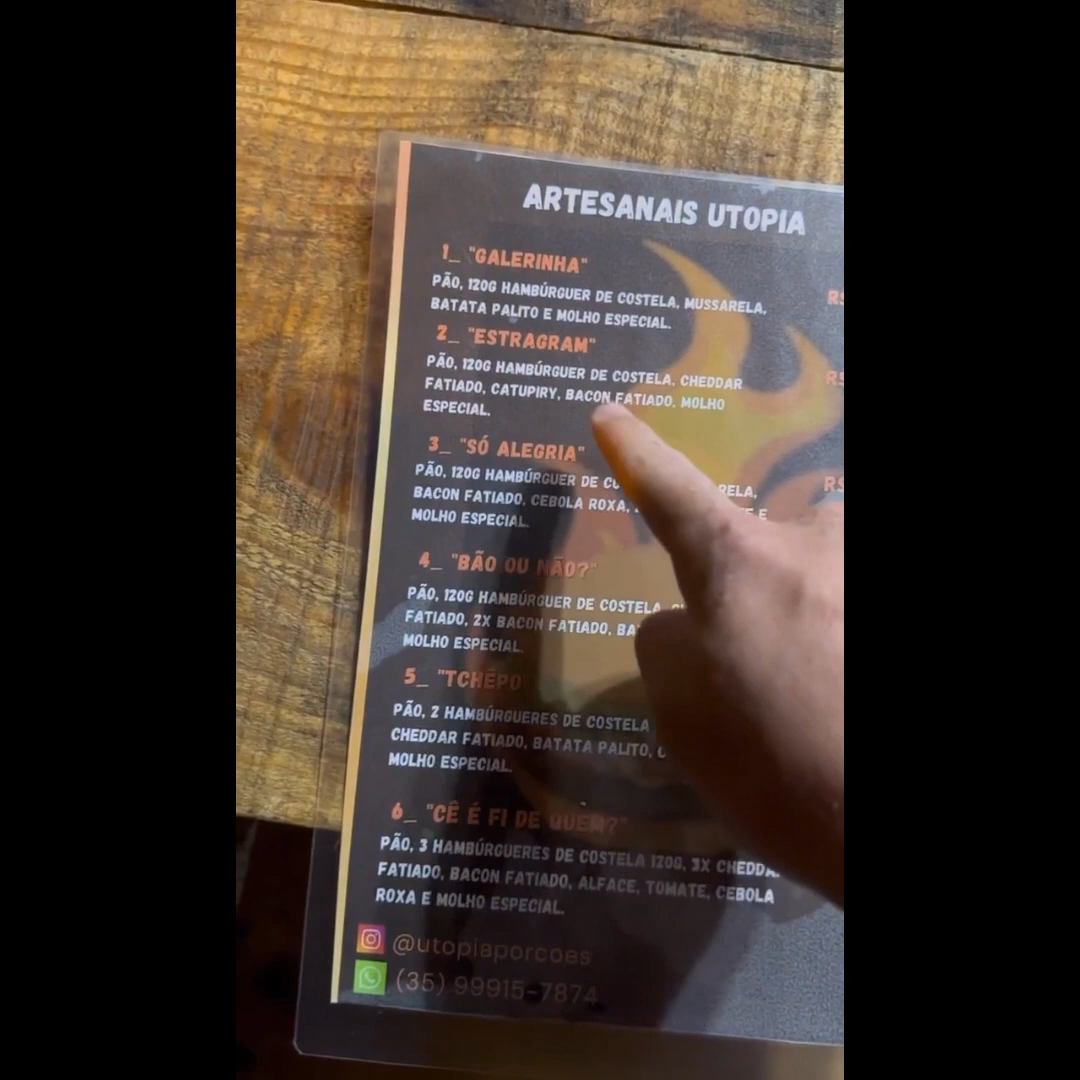 ARTESANAIS UTOPIA
1_ "GALERINHA"
R$
PÃO, 120G HAMBÚRGUER DE COSTELA, MUSSARELA,
BATATA PALITO E MOLHO ESPECIAL.
2_ "ESTRAGRAM"
R$
PÃO, 120G HAMBÚRGUER DE COSTELA, CHEDDAR
FATIADO, CATUPIRY, BACON FATIADO, MOLHO
ESPECIAL.
3_ "SÓ ALEGRIA"
R$
PÃO, 120G HAMBÚRGUER DE
BACON FATIADO, CEBOLA ROXA, E
MOLHO ESPECIAL.
4_ "BÃO OU NÃO?"
PÃO, 120G HAMBÚRGUER DE COSTELA,
FATIADO, 2X BACON FATIADO,
MOLHO ESPECIAL.
5_ "TCHÊPO
PÃO, 2 HAMBÚRGUERES DE COSTELA
CHEDDAR FATIADO, BATATA PALITO,
MOLHO ESPECIAL.
6_ "CÊ É FI DE QUEM?"
PÃO, 3 HAMBÚRGUERES DE COSTELA 120G, 3X
FATIADO, BACON FATIADO, ALFACE, TOMATE, CEBOLA
ROXA E MOLHO ESPECIAL.
@utopiaporcoes
(35) 99915-7874